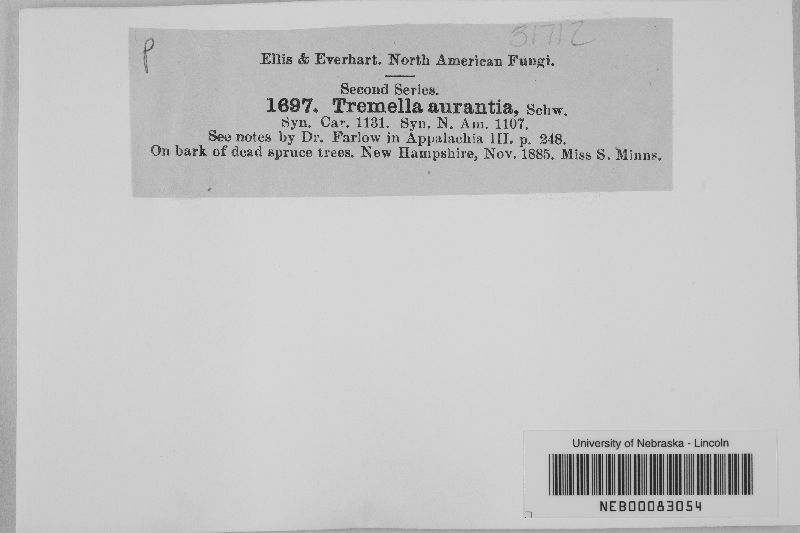 P
31712
Ellis & Everhart. North American Fungi.
Second Series.
1697. Tremella aurantia, Schw.
Syn. Car. 1131. Syn. N. Am. 1107.
See notes by Dr. Farlow in Appalachia III. p. 248.
On bark of dead spruce trees. New Hampshire, Nov. 1885. Miss S. Minns.
University of Nebraska - Lincoln
NEB00083054